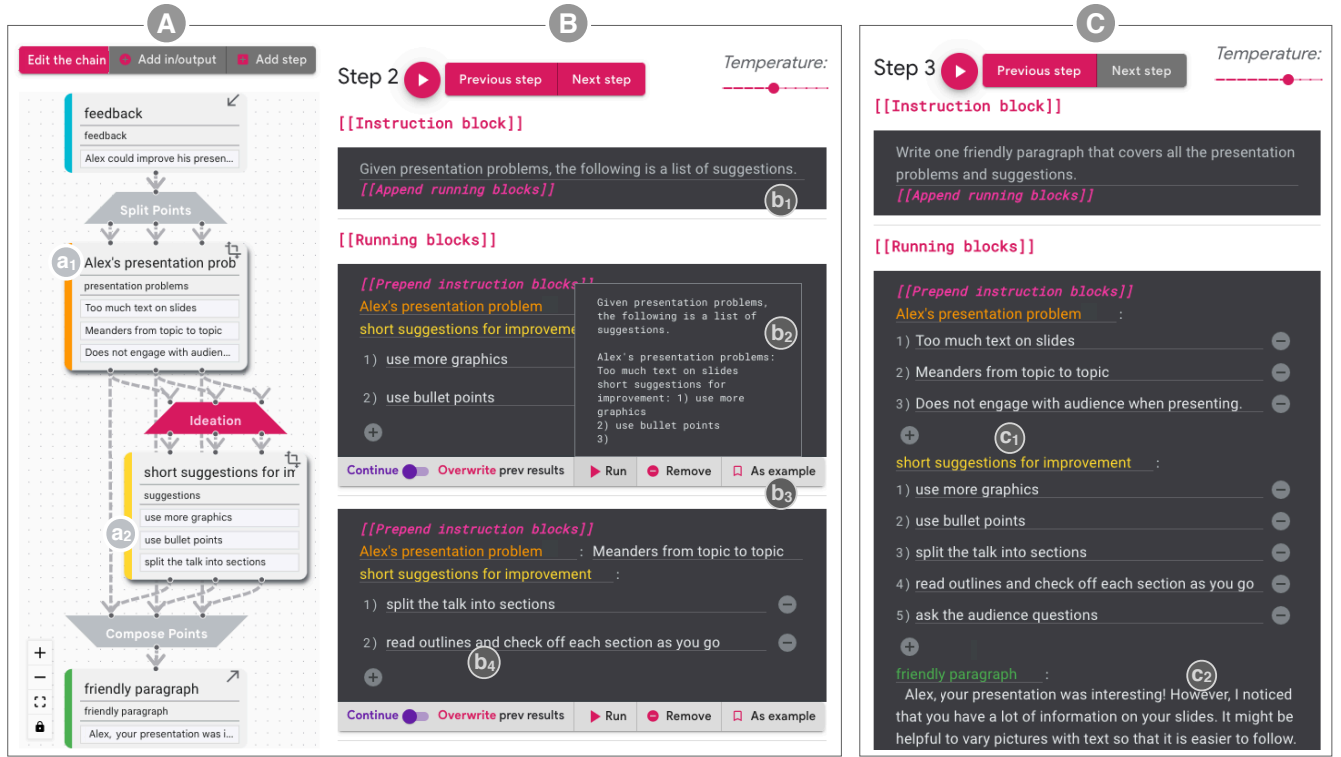 A
Edit the chain
Add in/output
Add step
feedback
feedback
Alex could improve his presen...
Split Points
a1
Alex's presentation prob
presentation problems
Too much text on slides
Meanders from topic to topic
Does not engage with audien...
Ideation
short suggestions for in
suggestions
a2
use more graphics
use bullet points
split the talk into sections
Compose Points
+
−
friendly paragraph
friendly paragraph
Alex, your presentation was i...
B
Step 2
Previous step
Next step
Temperature:
[[Instruction block]]
Given presentation problems, the following is a list of suggestions.
[[Append running blocks]]
b1
[[Running blocks]]
[[Prepend instruction blocks]]
Alex's presentation problem
short suggestions for improveme
1) use more graphics
2) use bullet points
Given presentation problems,
the following is a list of
suggestions.
b2
Alex's presentation problems:
Too much text on slides
short suggestions for
improvement: 1) use more
graphics
2) use bullet points
3)
Continue
Overwrite prev results
Run
Remove
As example
b3
[[Prepend instruction blocks]]
Alex's presentation problem : Meanders from topic to topic
short suggestions for improvement :
1) split the talk into sections
2) read outlines and check off each section as you go
b4
Continue
Overwrite prev results
Run
Remove
As example
C
Step 3
Previous step
Next step
Temperature:
[[Instruction block]]
Write one friendly paragraph that covers all the presentation
problems and suggestions.
[[Append running blocks]]
[[Running blocks]]
[[Prepend instruction blocks]]
Alex's presentation problem :
1) Too much text on slides
2) Meanders from topic to topic
3) Does not engage with audience when presenting.
c1
short suggestions for improvement :
1) use more graphics
2) use bullet points
3) split the talk into sections
4) read outlines and check off each section as you go
5) ask the audience questions
friendly paragraph :
c2
Alex, your presentation was interesting! However, I noticed
that you have a lot of information on your slides. It might be
helpful to vary pictures with text so that it is easier to follow.